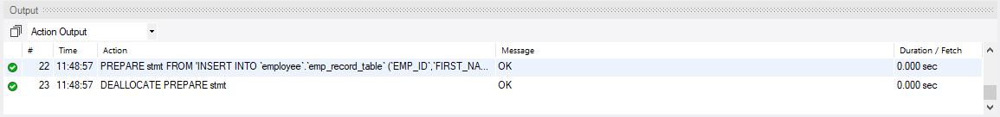 Output
Action Output
# Time Action Message Duration / Fetch
22 11:48:57 PREPARE stmt FROM 'INSERT INTO `employee`.`emp_record_table` (`EMP_ID`,`FIRST_NA... OK 0.000 sec
23 11:48:57 DEALLOCATE PREPARE stmt OK 0.000 sec